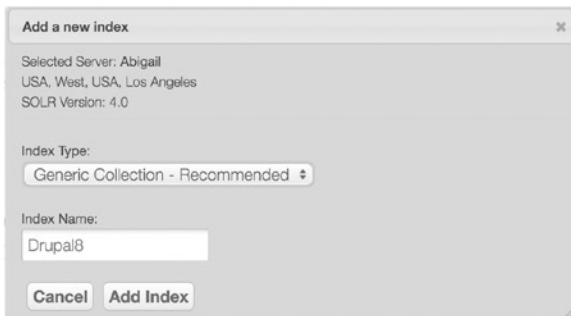 Add a new index
Selected Server: Abigail
USA, West, USA, Los Angeles
SOLR Version: 4.0
Index Type:
Generic Collection - Recommended
Index Name:
Drupal8
Cancel Add Index